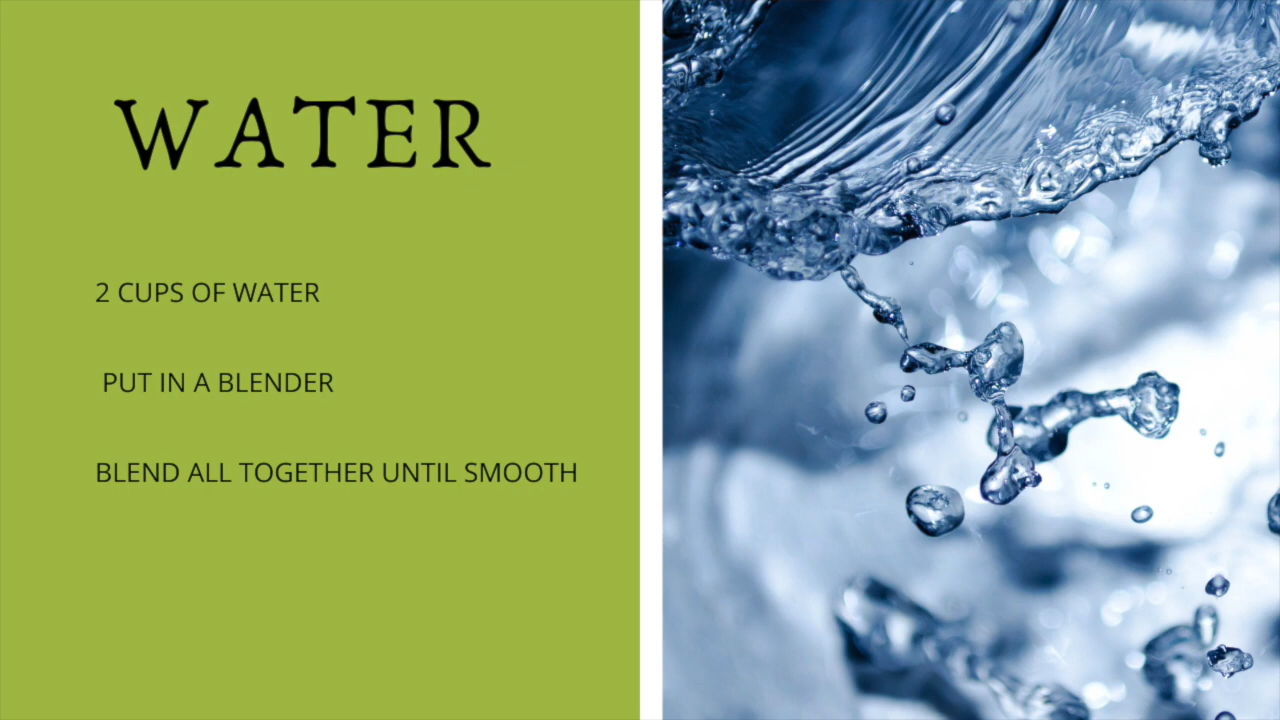 WATER
2 CUPS OF WATER
PUT IN A BLENDER
BLEND ALL TOGETHER UNTIL SMOOTH